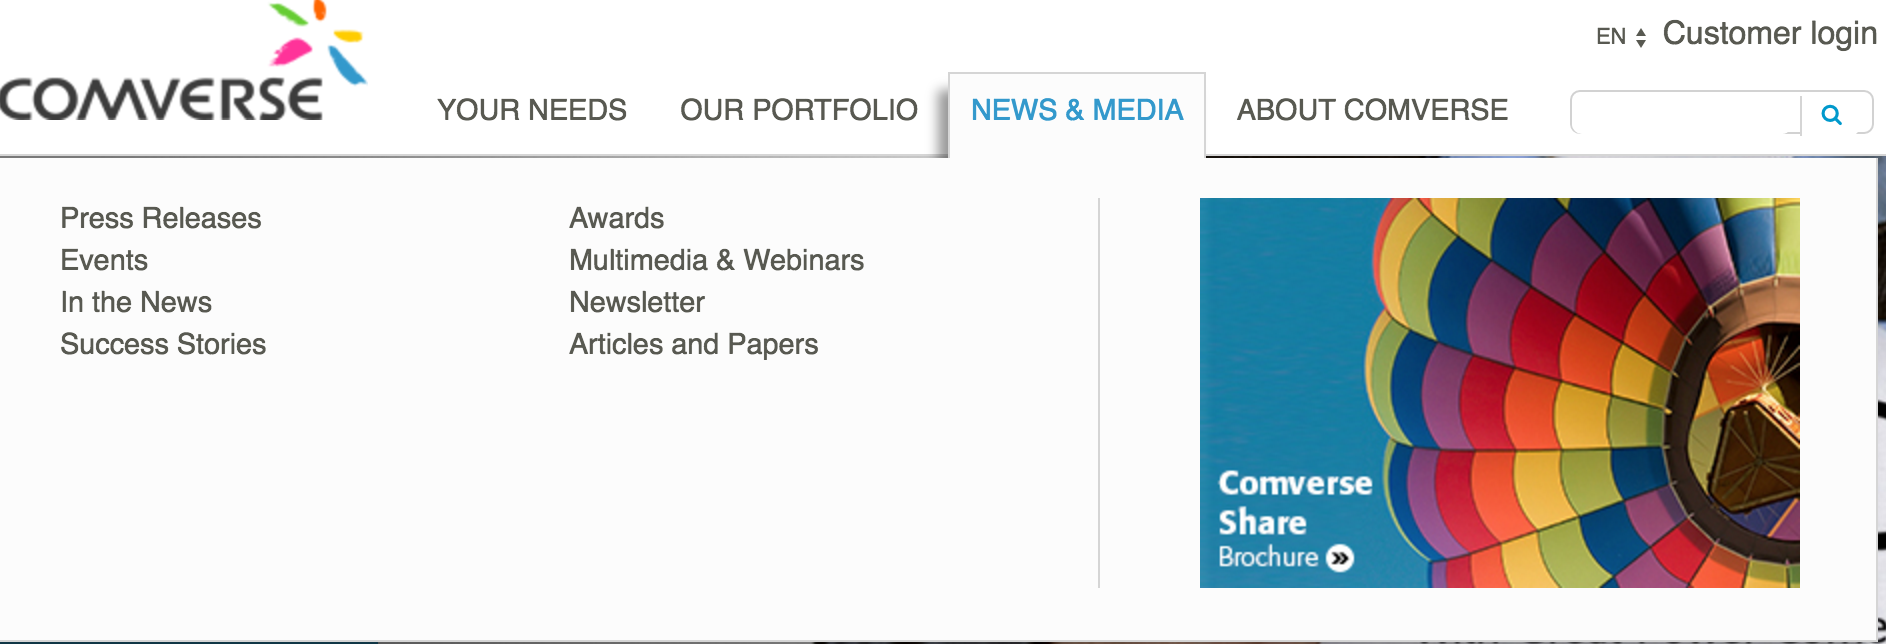 COMVERSE
EN Customer login
YOUR NEEDS OUR PORTFOLIO NEWS & MEDIA ABOUT COMVERSE
Press Releases
Events
In the News
Success Stories
Awards
Multimedia & Webinars
Newsletter
Articles and Papers
Comverse
Share
Brochure